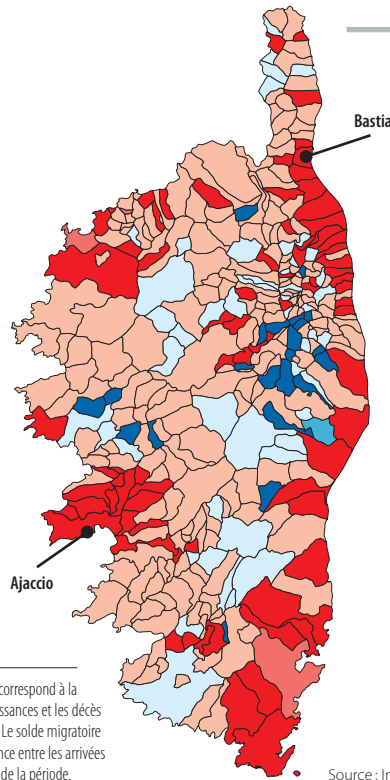 Bastia
Ajaccio
correspond à la
ssances et les décès
Le solde migratoire
nce entre les arrivées
de la période.
Source : In